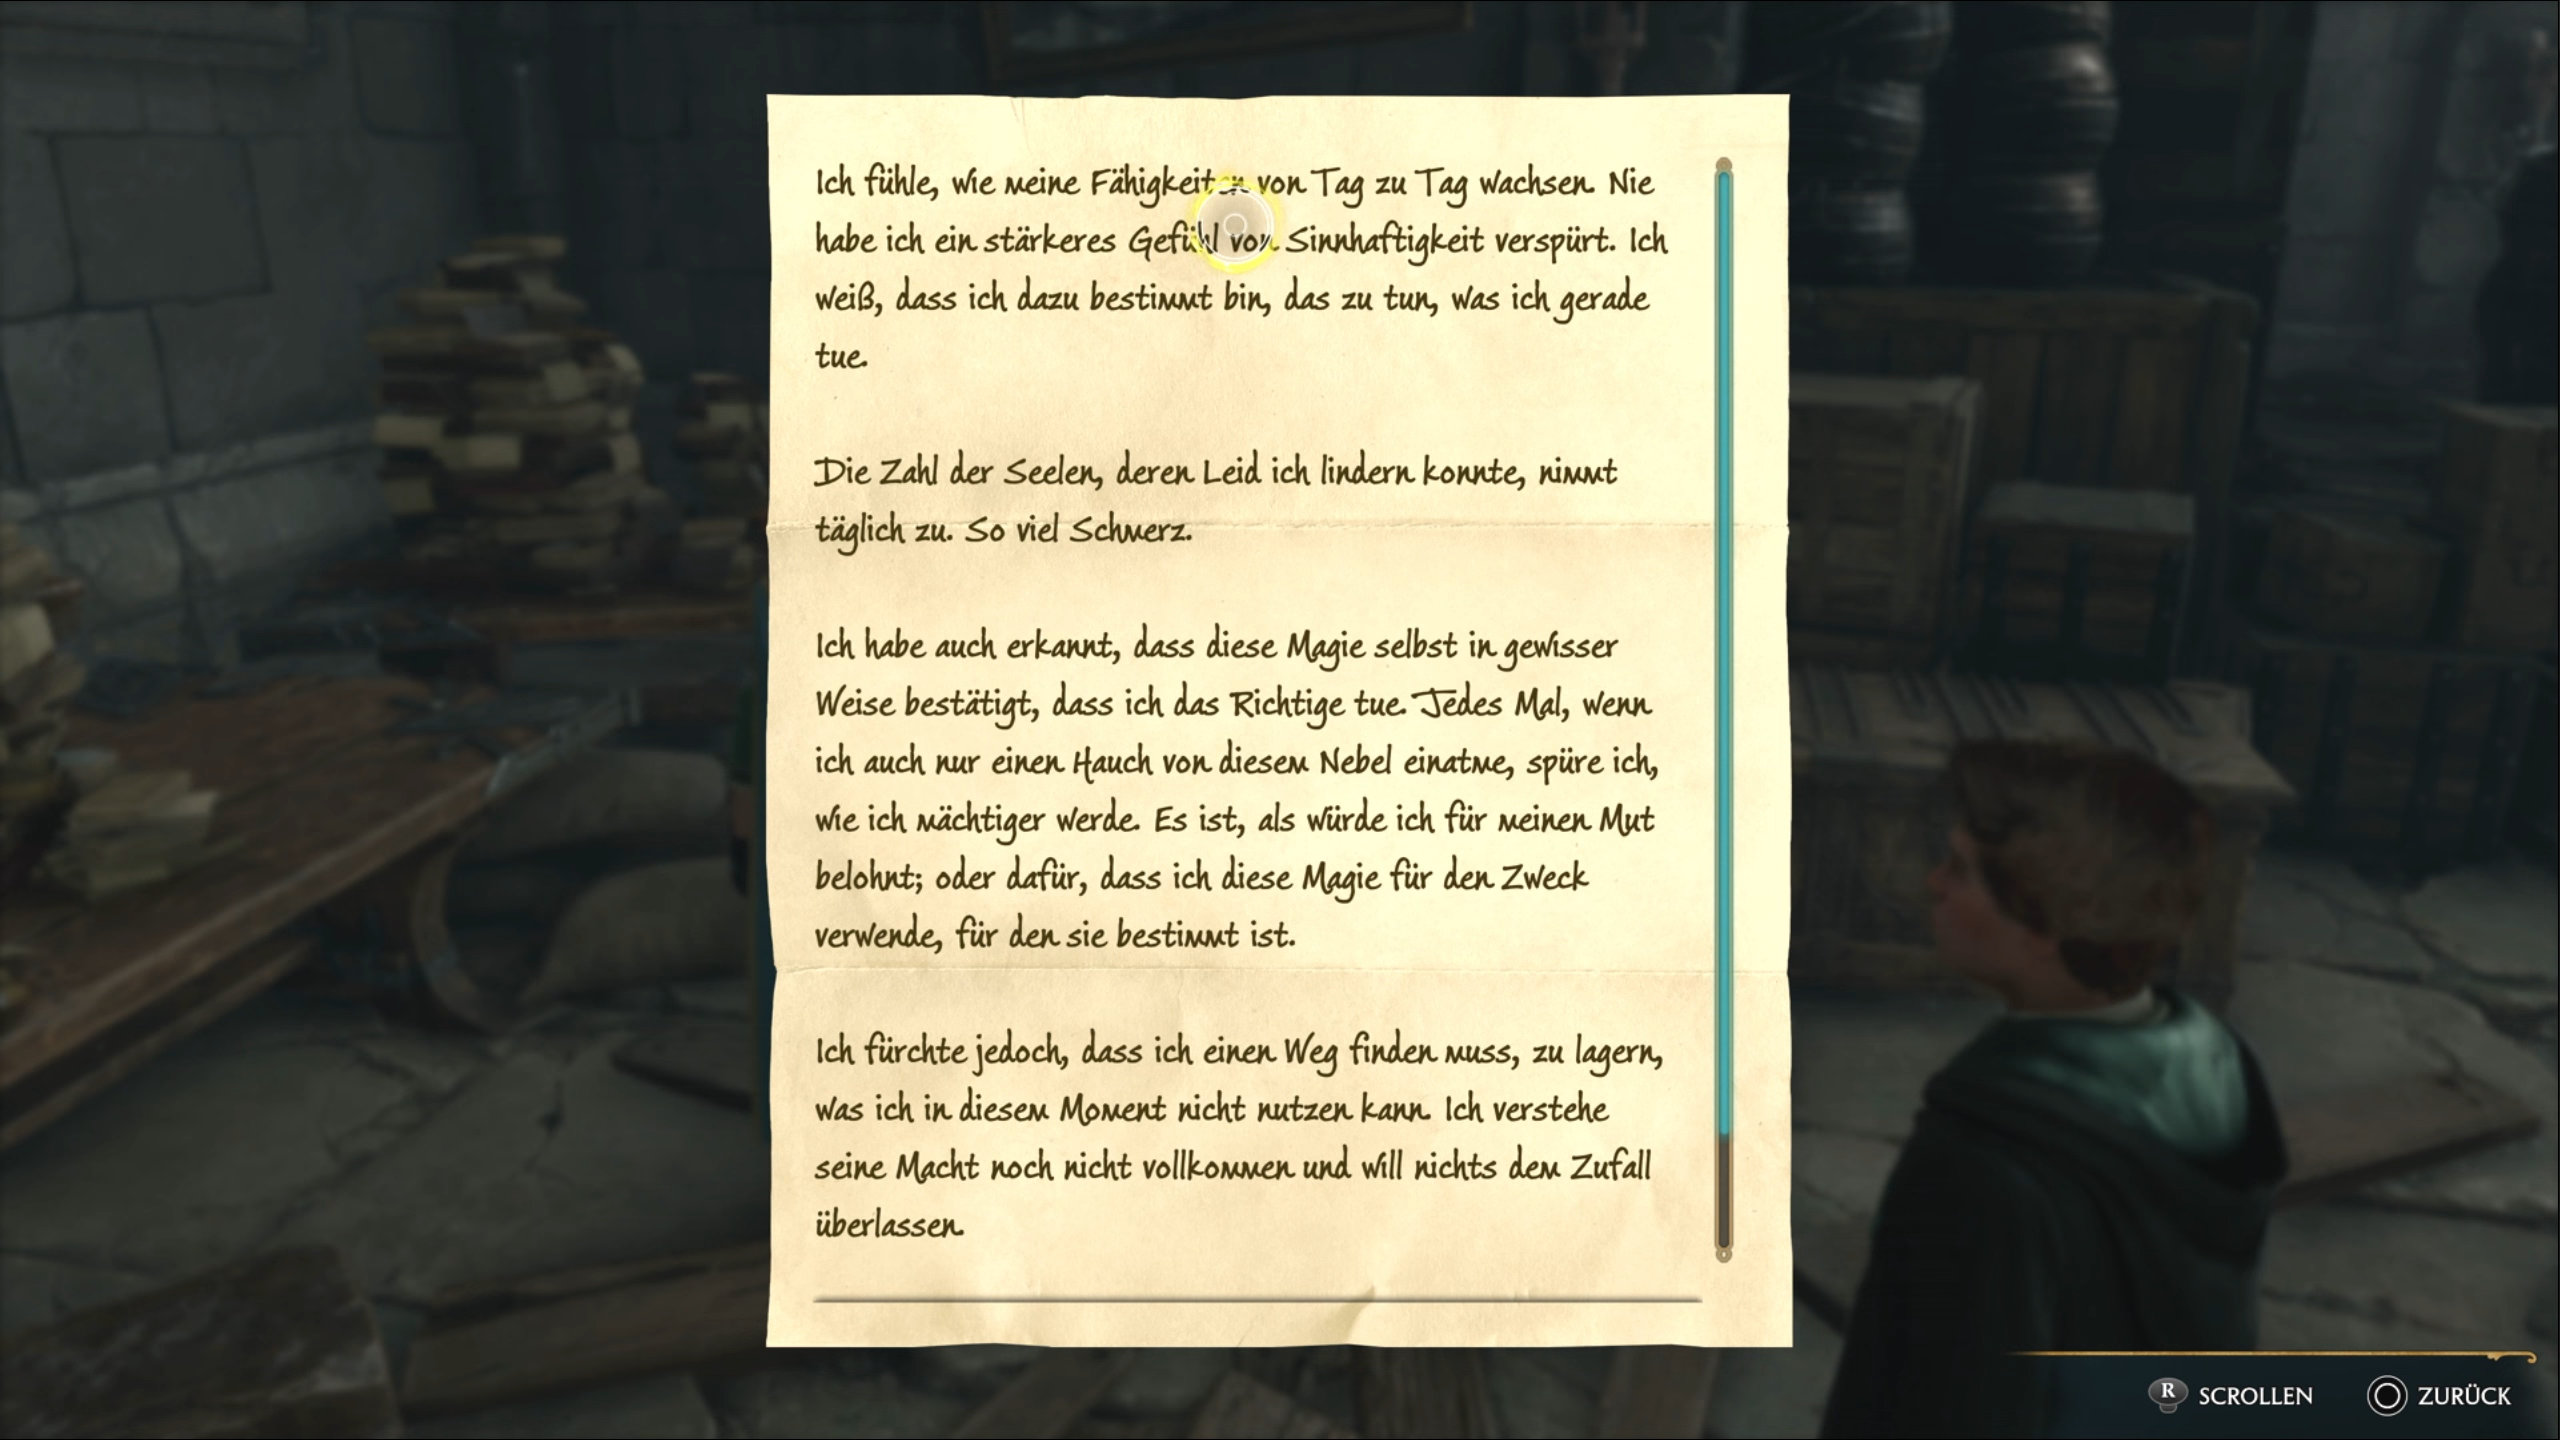 Ich fühle, wie meine Fähigkeiten von Tag zu Tag wachsen. Nie
habe ich ein stärkeres Gefühl von Sinnhaftigkeit verspürt. Ich
weiß, dass ich dazu bestimmt bin, das zu tun, was ich gerade
tue.
Die Zahl der Seelen, deren Leid ich lindern konnte, nimmt
täglich zu. So viel Schmerz.
Ich habe auch erkannt, dass diese Magie selbst in gewisser
Weise bestätigt, dass ich das Richtige tue. Jedes Mal, wenn
ich auch nur einen Hauch von diesem Nebel einatme, spüre ich,
wie ich mächtiger werde. Es ist, als würde ich für meinen Mut
belohnt; oder dafür, dass ich diese Magie für den Zweck
verwende, für den sie bestimmt ist.
Ich fürchte jedoch, dass ich einen Weg finden muss, zu lagern,
was ich in diesem Moment nicht nutzen kann. Ich verstehe
seine Macht noch nicht vollkommen und will nichts dem Zufall
überlassen.
R SCROLLEN ZURÜCK